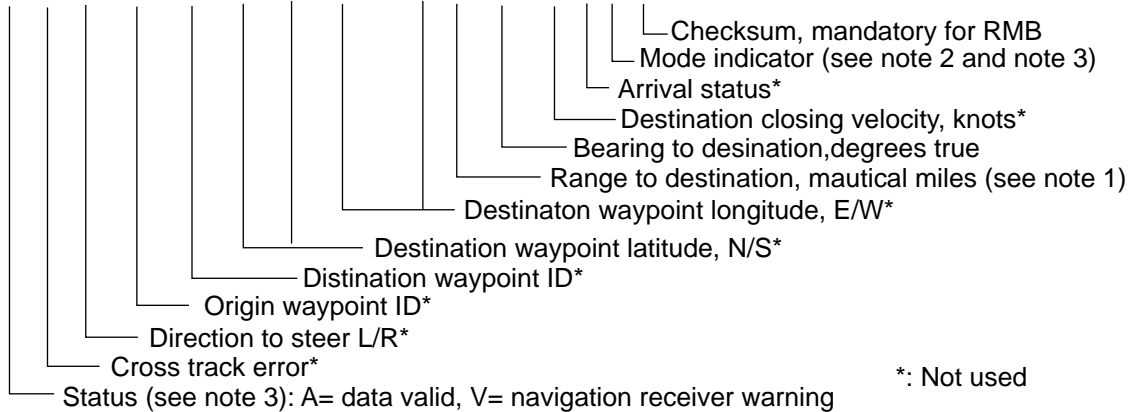 Checksum, mandatory for RMB
Mode indicator (see note 2 and note 3)
Arrival status*
Destination closing velocity, knots*
Bearing to desination,degrees true
Range to destination, mautical miles (see note 1)
Destinaton waypoint longitude, E/W*
Destination waypoint latitude, N/S*
Distination waypoint ID*
Origin waypoint ID*
Direction to steer L/R*
Cross track error*
*: Not used
Status (see note 3): A= data valid, V= navigation receiver warning